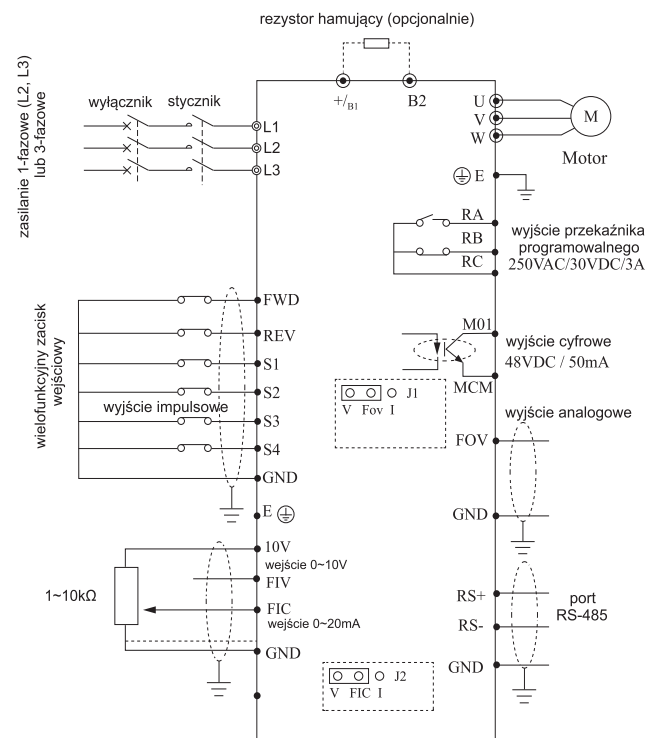 rezystor hamujący (opcjonalnie)
+/B1
B2
zasilanie 1-fazowe (L2, L3)
lub 3-fazowe
wyłącznik
stycznik
L1
L2
L3
U
V
W
M
Motor
E
RA
RB
RC
wyjście przekaźnika
programowalnego
250VAC/30VDC/3A
wielofunkcyjny zacisk
wejściowy
FWD
REV
S1
S2
wyjście impulsowe
S3
S4
GND
E
M01
MCM
wyjście cyfrowe
48VDC / 50mA
J1
V Fov I
wyjście analogowe
FOV
GND
10V
wejście 0~10V
FIV
1~10kΩ
FIC
wejście 0~20mA
GND
RS+
RS-
port
RS-485
GND
J2
V FIC I